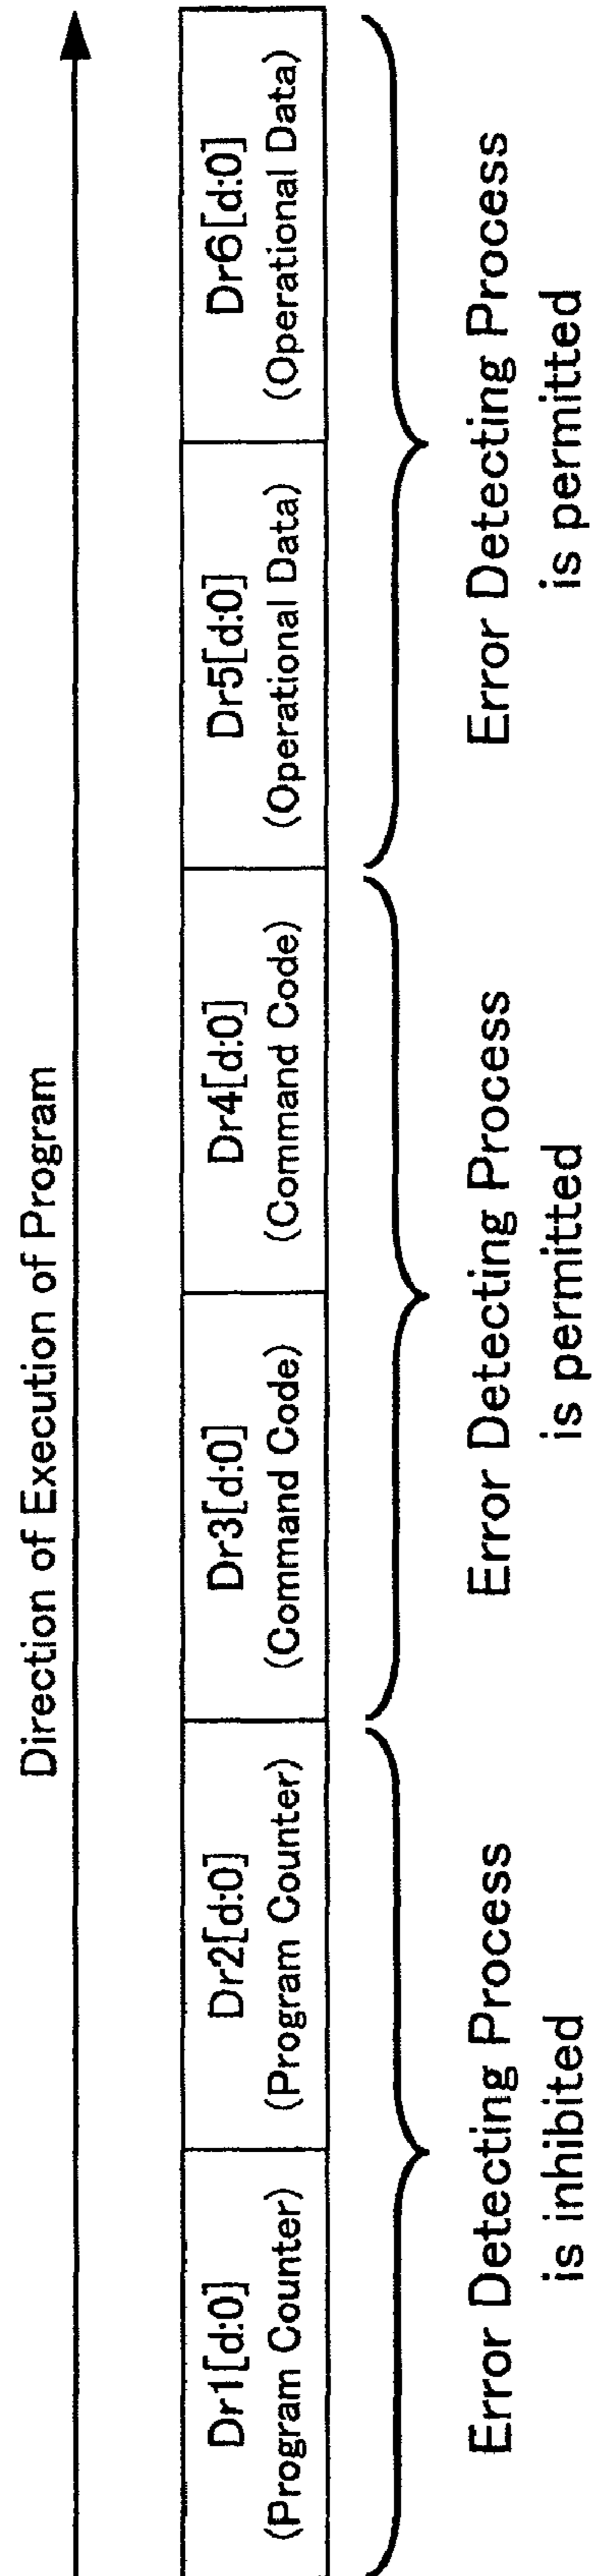 Direction of Execution of Program
Dr1[d:0]
(Program Counter)
Dr2[d:0]
(Program Counter)
Dr3[d:0]
(Command Code)
Dr4[d:0]
(Command Code)
Dr5[d:0]
(Operational Data)
Dr6[d:0]
(Operational Data)
Error Detecting Process
is inhibited
Error Detecting Process
is permitted
Error Detecting Process
is permitted